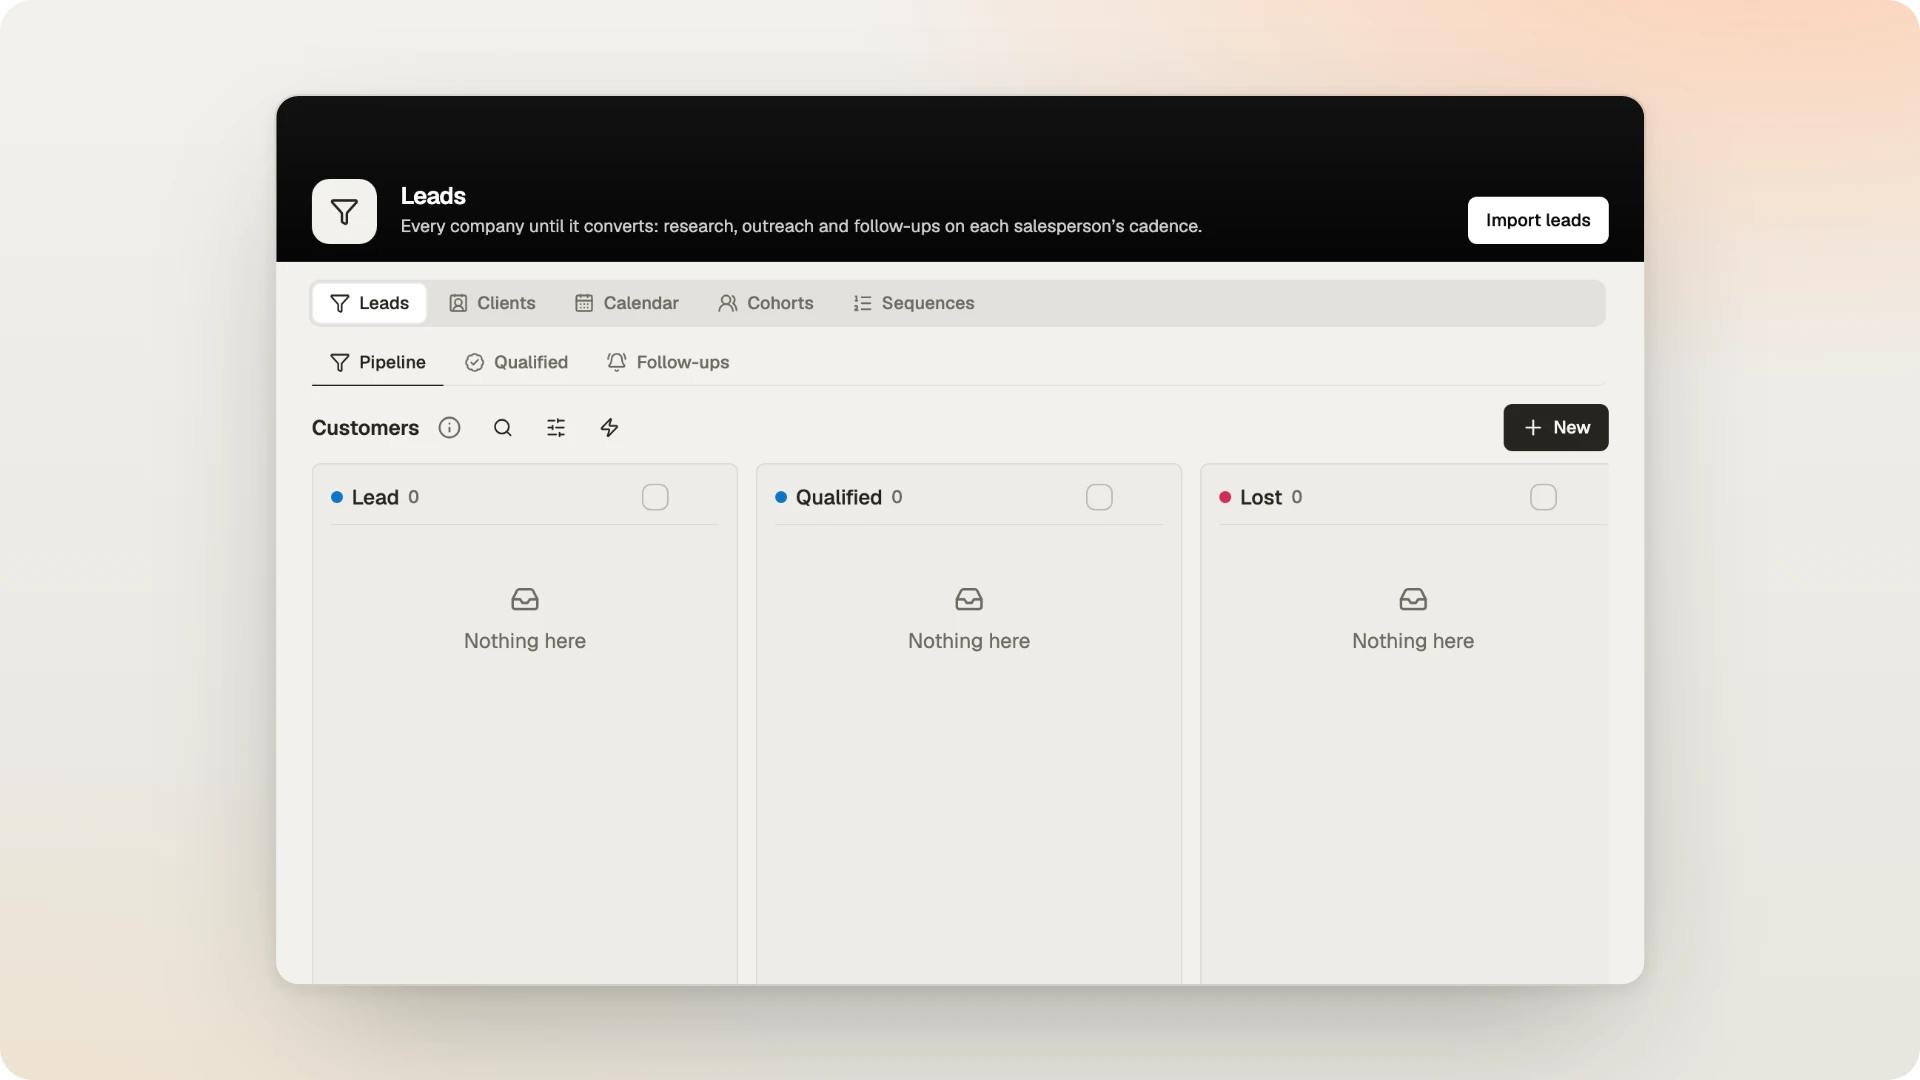 Leads
Every company until it converts: research, outreach and follow-ups on each salesperson’s cadence.
Import leads
Leads
Clients
Calendar
Cohorts
Sequences
Pipeline
Qualified
Follow-ups
Customers
New
Lead 0
Qualified 0
Lost 0
Nothing here
Nothing here
Nothing here